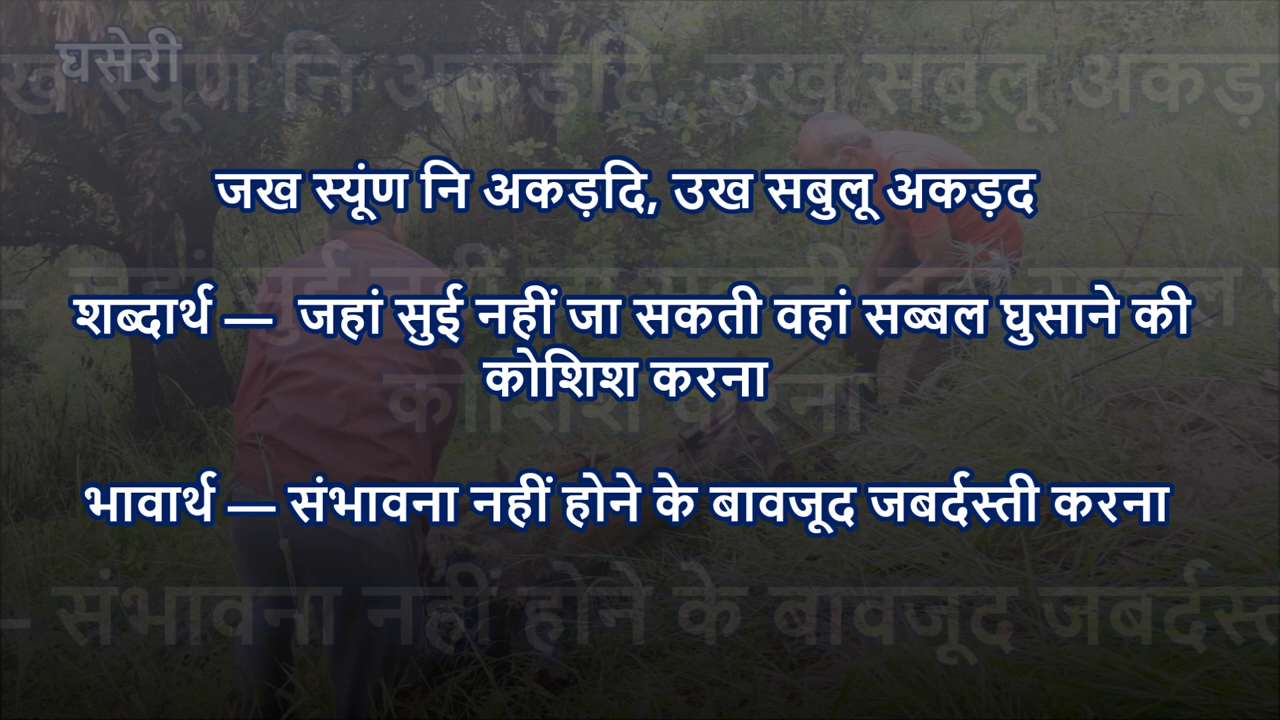 घसेरी
जख स्यूंण नि अकड़दि, उख सबुलू अकड़द
शब्दार्थ — जहां सुई नहीं जा सकती वहां सब्बल घुसाने की
कोशिश करना
भावार्थ — संभावना नहीं होने के बावजूद जबर्दस्ती करना